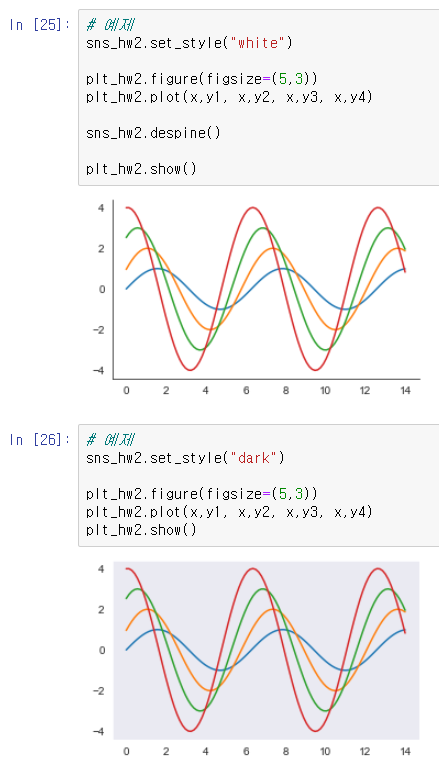 In [25]:
# 예제
sns_hw2.set_style("white")
plt_hw2.figure(figsize=(5,3))
plt_hw2.plot(x,y1, x,y2, x,y3, x,y4)
sns_hw2.despine()
plt_hw2.show()
4
2
0
−2
−4
0 2 4 6 8 10 12 14
In [26]:
# 예제
sns_hw2.set_style("dark")
plt_hw2.figure(figsize=(5,3))
plt_hw2.plot(x,y1, x,y2, x,y3, x,y4)
plt_hw2.show()
4
2
0
−2
−4
0 2 4 6 8 10 12 14